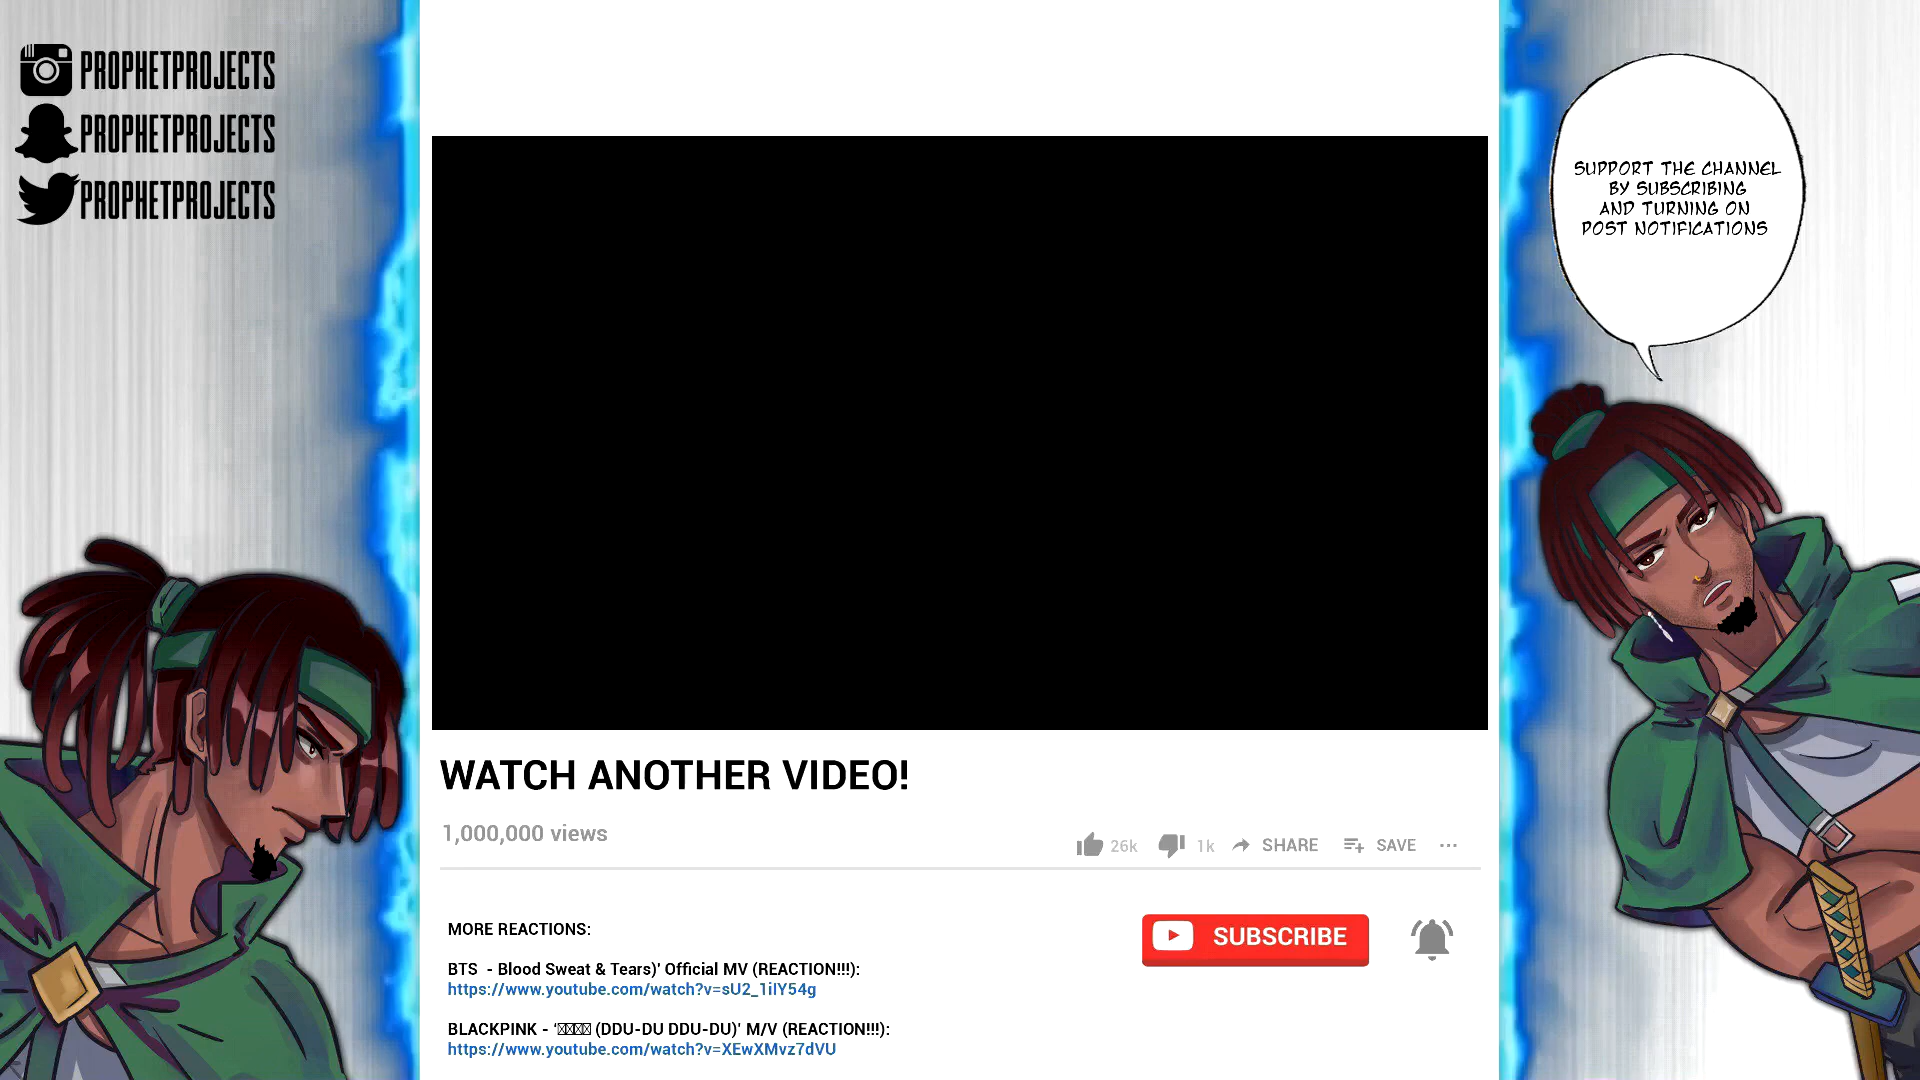 PROPHETPROJECTS
PROPHETPROJECTS
PROPHETPROJECTS
SUPPORT THE CHANNEL
BY SUBSCRIBING
AND TURNING ON
POST NOTIFICATIONS
WATCH ANOTHER VIDEO!
1,000,000 views
26k 1k SHARE SAVE ...
MORE REACTIONS:
SUBSCRIBE
BTS - Blood Sweat & Tears)' Official MV (REACTION!!!):
https://www.youtube.com/watch?v=sU2_1iIY54g
BLACKPINK - ‘ (DDU-DU DDU-DU)' M/V (REACTION!!!):
https://www.youtube.com/watch?v=XEwXMvz7dVU